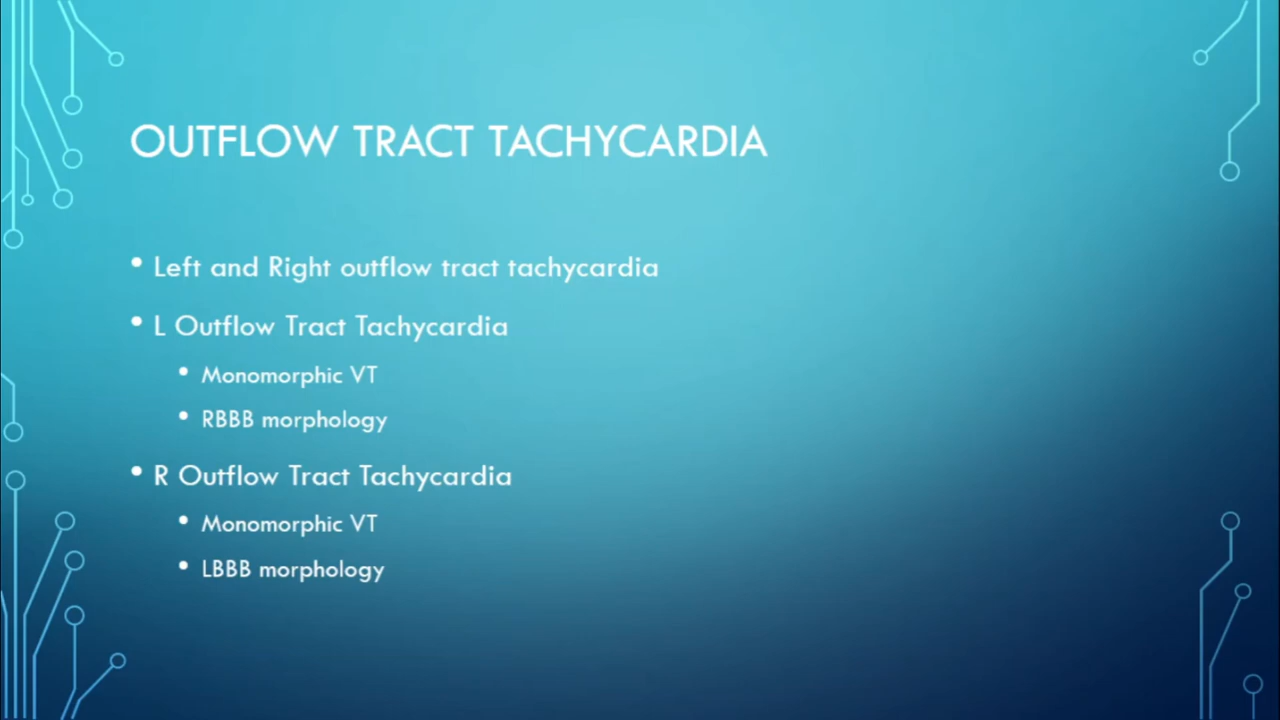 OUTFLOW TRACT TACHYCARDIA
• Left and Right outflow tract tachycardia
• L Outflow Tract Tachycardia
• Monomorphic VT
• RBBB morphology
• R Outflow Tract Tachycardia
• Monomorphic VT
• LBBB morphology